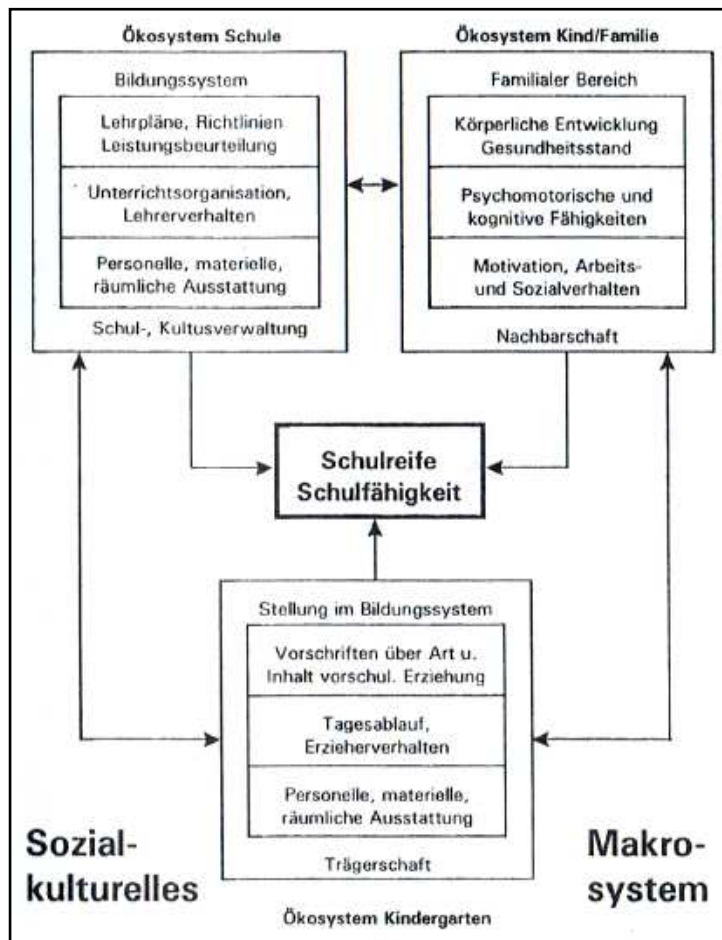 Ökosystem Schule
Bildungssystem
Lehrpläne, Richtlinien
Leistungsbeurteilung
Unterrichtsorganisation,
Lehrerverhalten
Personelle, materielle,
räumliche Ausstattung
Schul-, Kultusverwaltung
Ökosystem Kind/Familie
Familialer Bereich
Körperliche Entwicklung
Gesundheitsstand
Psychomotorische und
kognitive Fähigkeiten
Motivation, Arbeits-
und Sozialverhalten
Nachbarschaft
Schulreife
Schulfähigkeit
Stellung im Bildungssystem
Vorschriften über Art u.
Inhalt vorschul. Erziehung
Tagesablauf,
Erzieherverhalten
Personelle, materielle,
räumliche Ausstattung
Trägerschaft
Ökosystem Kindergarten
Sozial-
kulturelles
Makro-
system